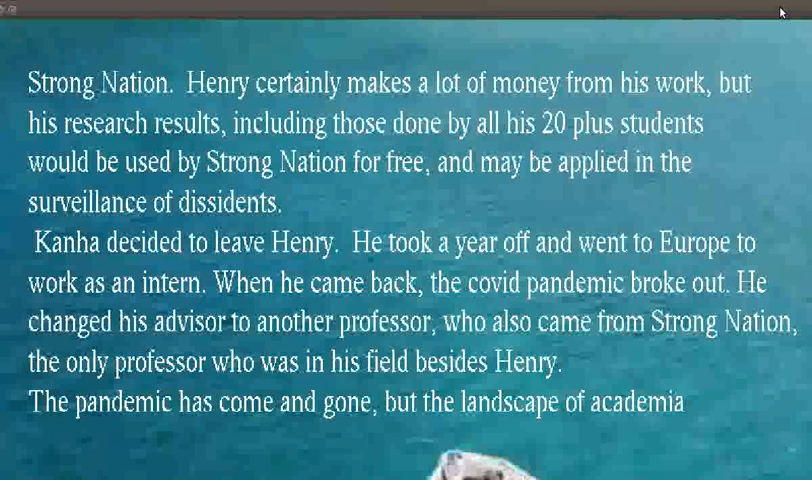 Strong Nation.  Henry certainly makes a lot of money from his work, but
his research results, including those done by all his 20 plus students
would be used by Strong Nation for free, and may be applied in the
surveillance of dissidents.
Kanha decided to leave Henry.  He took a year off and went to Europe to
work as an intern. When he came back, the covid pandemic broke out. He
changed his advisor to another professor, who also came from Strong Nation,
the only professor who was in his field besides Henry.
The pandemic has come and gone, but the landscape of academia